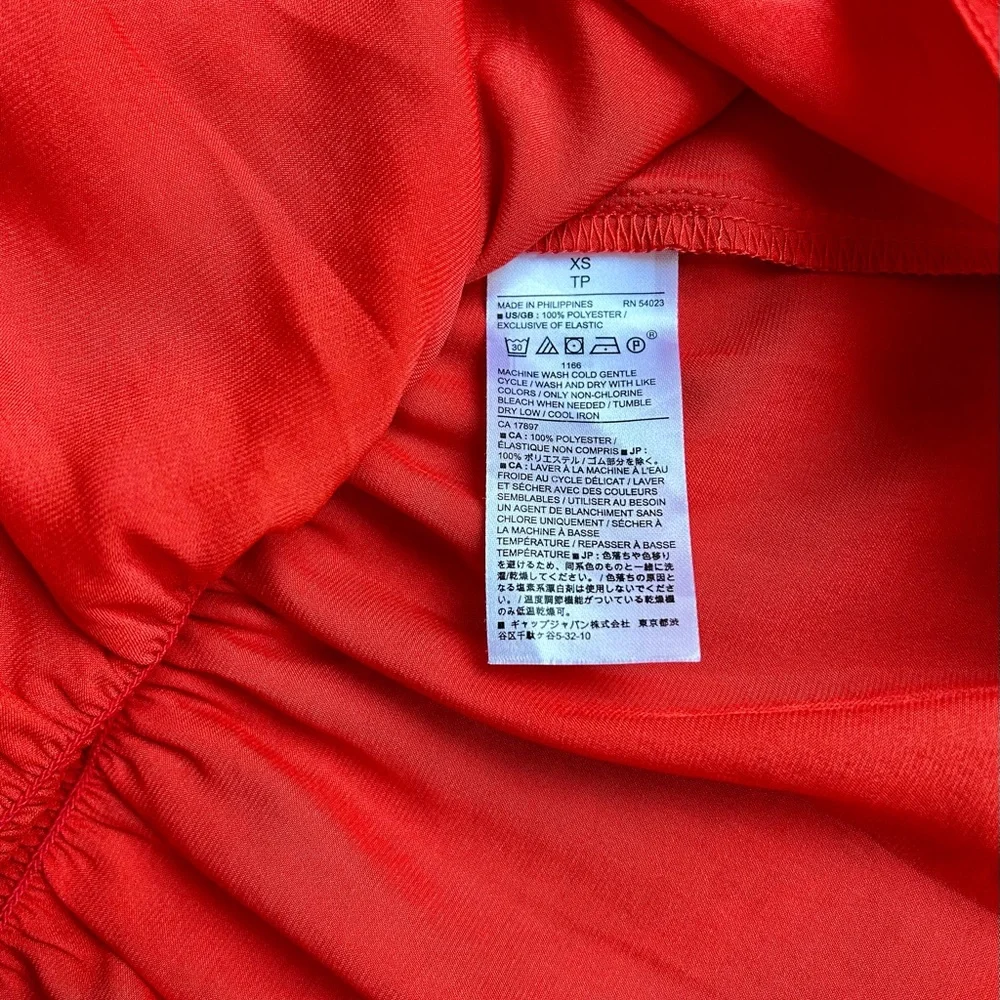 XS
TP
MADE IN PHILIPPINES RN 54023
■ US/GB : 100% POLYESTER /
EXCLUSIVE OF ELASTIC
30 P ®
1166
MACHINE WASH COLD GENTLE
CYCLE / WASH AND DRY WITH LIKE
COLORS / ONLY NON-CHLORINE
BLEACH WHEN NEEDED / TUMBLE
DRY LOW / COOL IRON
CA 17897
■ CA : 100% POLYESTER /
ÉLASTIQUE NON COMPRIS ■ JP :
100% ポリエステル / ゴム部分を除く。
■ CA : LAVER À LA MACHINE À L'EAU
FROIDE AU CYCLE DÉLICAT / LAVER
ET SÉCHER AVEC DES COULEURS
SEMBLABLES / UTILISER AU BESOIN
UN AGENT DE BLANCHIMENT SANS
CHLORE UNIQUEMENT / SÉCHER À
LA MACHINE À BASSE
TEMPÉRATURE / REPASSER À BASSE
TEMPÉRATURE ■ JP : 色落ちや色移り
を避けるため、同系色のものと一緒に洗
濯/乾燥してください。 / 色落ちの原因と
なる塩素系漂白剤は使用しないでくださ
い。 / 温度調節機能がついている乾燥機
のみ低温乾燥可。
■ ギャップジャパン株式会社 東京都渋
谷区千駄ケ谷5-32-10